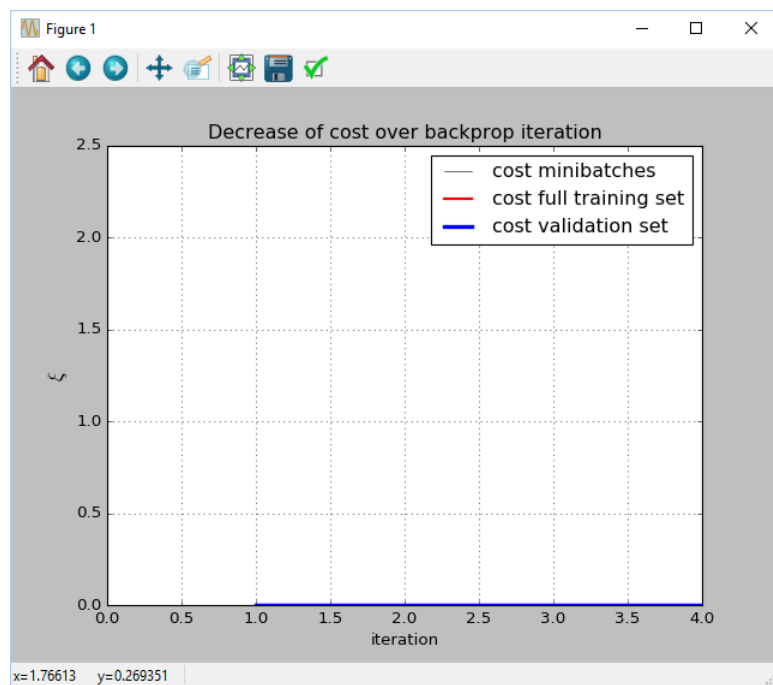 Figure 1
Decrease of cost over backprop iteration
cost minibatches
cost full training set
cost validation set
2.5
2.0
1.5
ξ
1.0
0.5
0.0
0.0 0.5 1.0 1.5 2.0 2.5 3.0 3.5 4.0
iteration
x=1.76613 y=0.269351